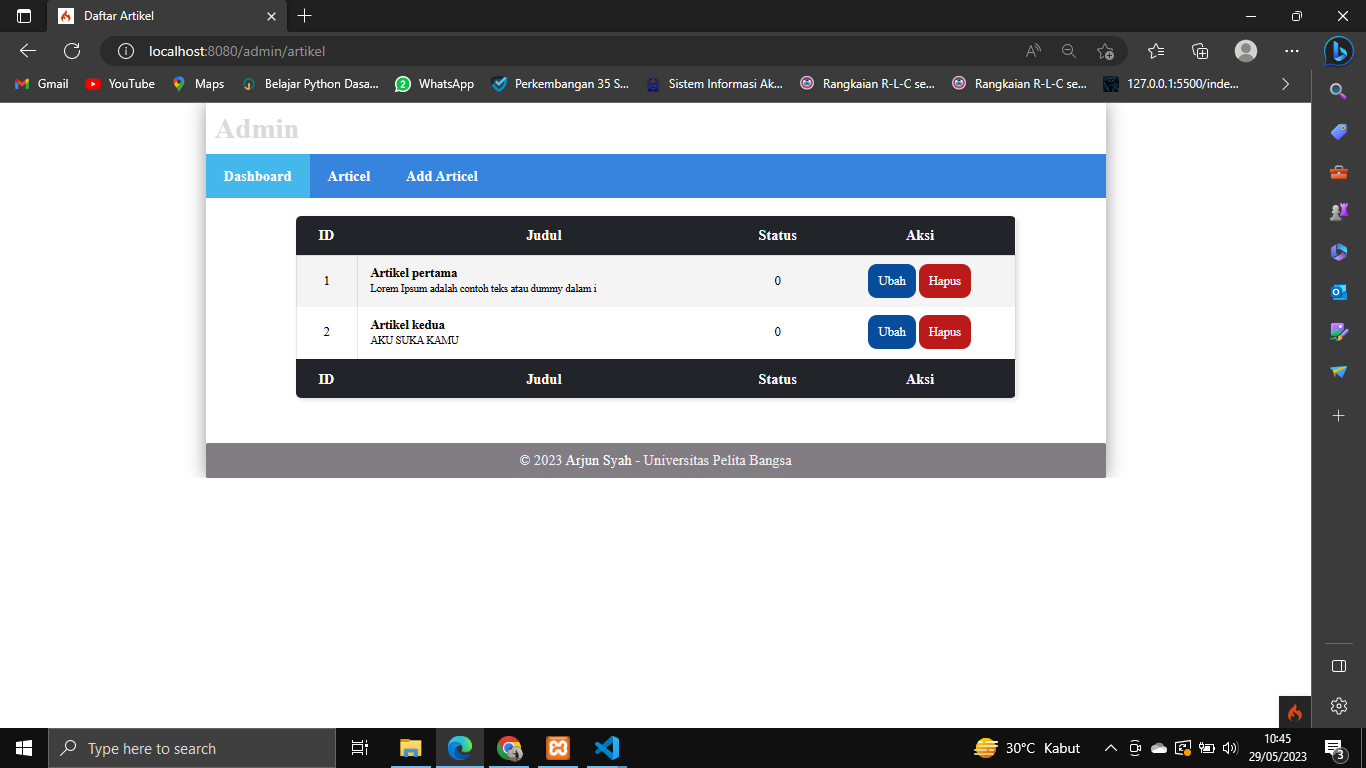 Daftar Artikel
localhost:8080/admin/artikel
Gmail YouTube Maps Belajar Python Dasa... 2 WhatsApp Perkembangan 35 S... Sistem Informasi Ak... Rangkaian R-L-C se... Rangkaian R-L-C se... 127.0.0.1:5500/inde...
Admin
Dashboard Articel Add Articel
ID Judul Status Aksi
1 Artikel pertama 0 Ubah Hapus
Lorem Ipsum adalah contoh teks atau dummy dalam i
2 Artikel kedua 0 Ubah Hapus
AKU SUKA KAMU
ID Judul Status Aksi
© 2023 Arjun Syah - Universitas Pelita Bangsa
Type here to search
30°C Kabut
10:45
29/05/2023
3